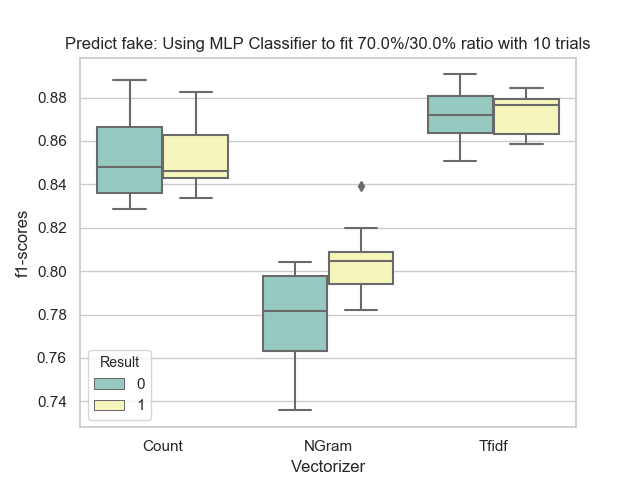 Predict fake: Using MLP Classifier to fit 70.0%/30.0% ratio with 10 trials
0.88
0.86
0.84
0.82
0.80
0.78
0.76
0.74
f1-scores
Result
0
1
Count
NGram
Tfidf
Vectorizer